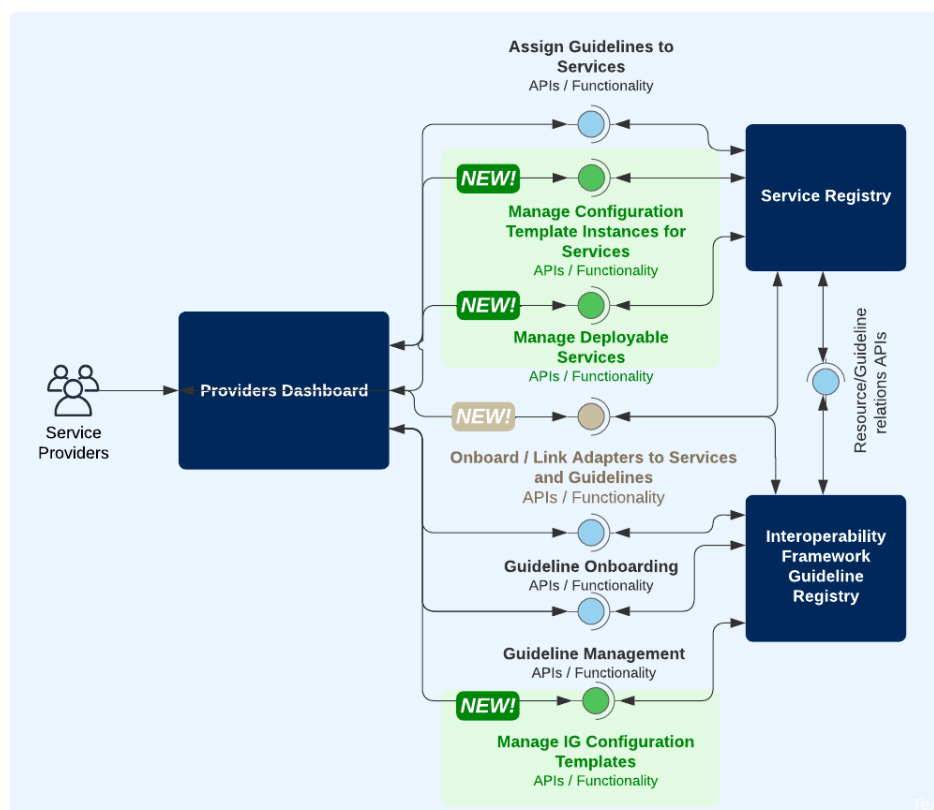 Assign Guidelines to
Services
APIs / Functionality
NEW!
Manage Configuration
Template Instances for
Services
APIs / Functionality
NEW!
Manage Deployable
Services
APIs / Functionality
Service Registry
Providers Dashboard
Service
Providers
Resource/Guideline
relations APIs
NEW!
Onboard / Link Adapters to Services
and Guidelines
APIs / Functionality
Guideline Onboarding
APIs / Functionality
Interoperability
Framework
Guideline
Registry
Guideline Management
APIs / Functionality
NEW!
Manage IG Configuration
Templates
APIs / Functionality